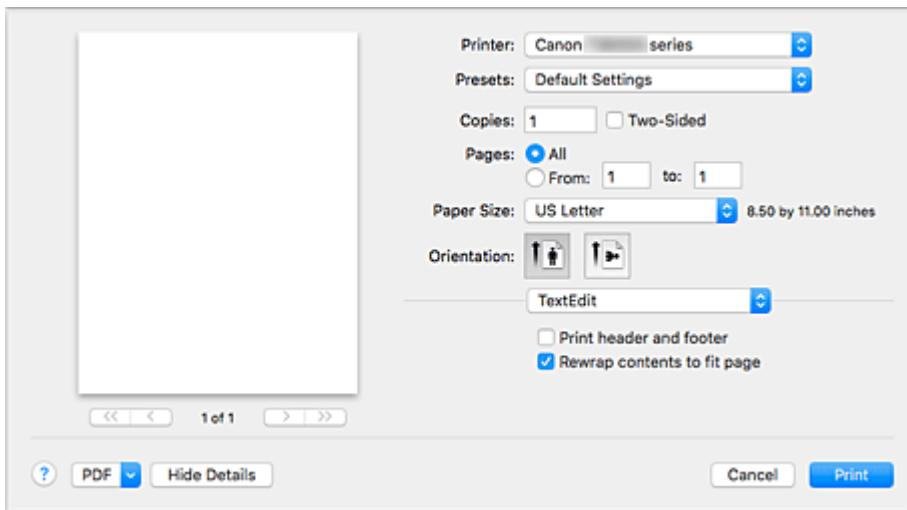 Printer: Canon series
Presets: Default Settings
Copies: 1 Two-Sided
Pages: All
From: 1 to: 1
Paper Size: US Letter 8.50 by 11.00 inches
Orientation:
TextEdit
Print header and footer
Rewrap contents to fit page
<< < 1 of 1 > >>
? PDF Hide Details Cancel Print